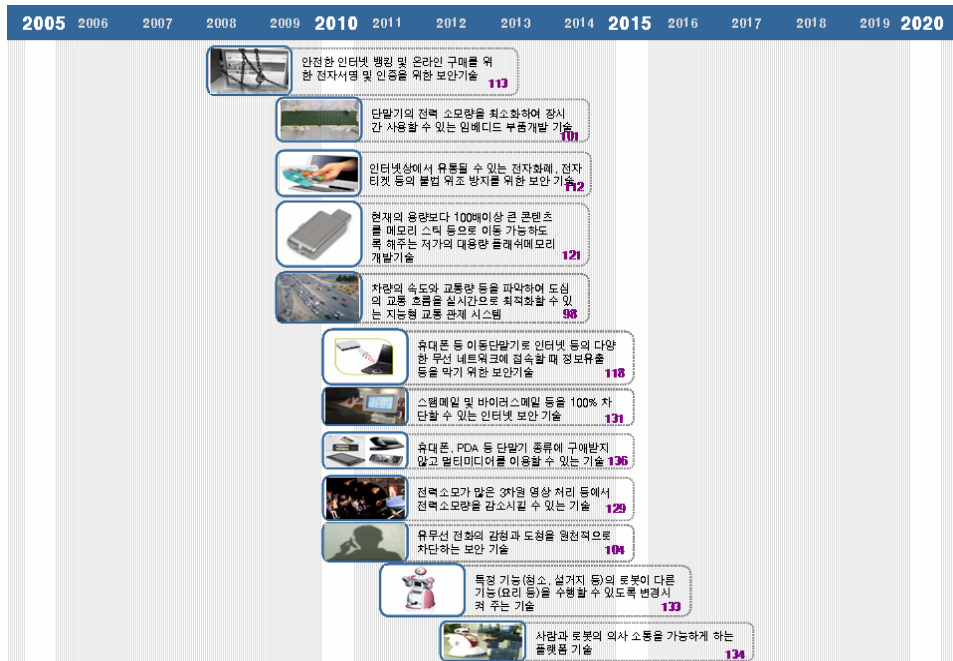 2005 2006 2007 2008 2009 2010 2011 2012 2013 2014 2015 2016 2017 2018 2019 2020
안전한 인터넷 뱅킹 및 온라인 구매를 위
한 전자서명 및 인증을 위한 보안기술
113
단말기의 전력 소모량을 최소화하여 장시
간 사용할 수 있는 임베디드 부품개발 기술
101
인터넷상에서 유통될 수 있는 전자화폐, 전자
티켓 등의 불법 위조 방지를 위한 보안 기술
112
현재의 용량보다 100배이상 큰 콘텐츠
를 메모리 스틱 등으로 이동 가능하도
록 해주는 저가의 대용량 플래쉬메모리
개발기술
121
차량의 속도와 교통량 등을 파악하여 도심
의 교통 흐름을 실시간으로 최적화할 수 있
는 지능형 교통 관제 시스템
98
휴대폰 등 이동단말기로 인터넷 등의 다양
한 무선 네트워크에 접속할 때 정보유출
등을 막기 위한 보안기술
118
스팸메일 및 바이러스메일 등을 100% 차
단할 수 있는 인터넷 보안 기술
131
휴대폰, PDA 등 단말기 종류에 구애받지
않고 멀티미디어를 이용할 수 있는 기술
136
전력소모가 많은 3차원 영상 처리 등에서
전력소모량을 감소시킬 수 있는 기술
129
유무선 전화의 감청과 도청을 원천적으로
차단하는 보안 기술
104
특정 기능(청소, 설거지 등)의 로봇이 다른
기능(요리 등)을 수행할 수 있도록 변경시
켜 주는 기술
133
사람과 로봇의 의사 소통을 가능하게 하는
플랫폼 기술
134